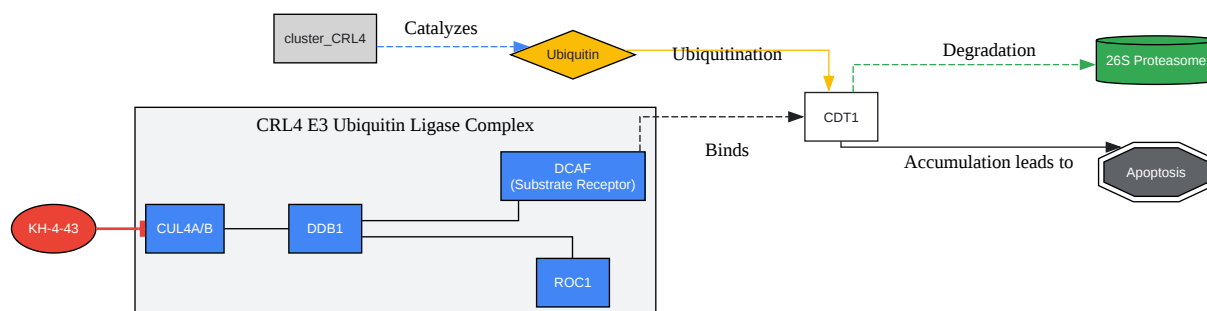 cluster_CRL4
Catalyzes
Ubiquitin
Ubiquitination
Degradation
26S Proteasome
CRL4 E3 Ubiquitin Ligase Complex
CDT1
DCAF
(Substrate Receptor)
Binds
Accumulation leads to
Apoptosis
KH-4-43
CUL4A/B
DDB1
ROC1